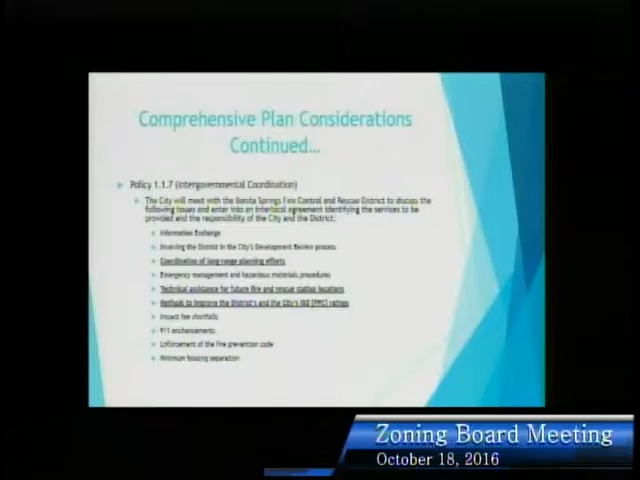 Comprehensive Plan Considerations
Continued...
Policy 1.1.7 (Intergovernmental Coordination)
The City will meet with the Bonita Springs Fire Control and Rescue District to discuss the
following issues and enter into an interlocal agreement identifying the services to be
provided and the responsibility of the City and the District:
Information Exchange
Involving the District in the City's Development Review process
Coordination of long range planning efforts
Emergency management and hazardous materials procedures
Technical assistance for future fire and rescue station locations
Methods to improve the District's and the City's ISO (PPC) ratings
Impact fee shortfalls
911 enchancements
Enforcement of the fire prevention code
Minimum housing separation
Zoning Board Meeting
October 18, 2016